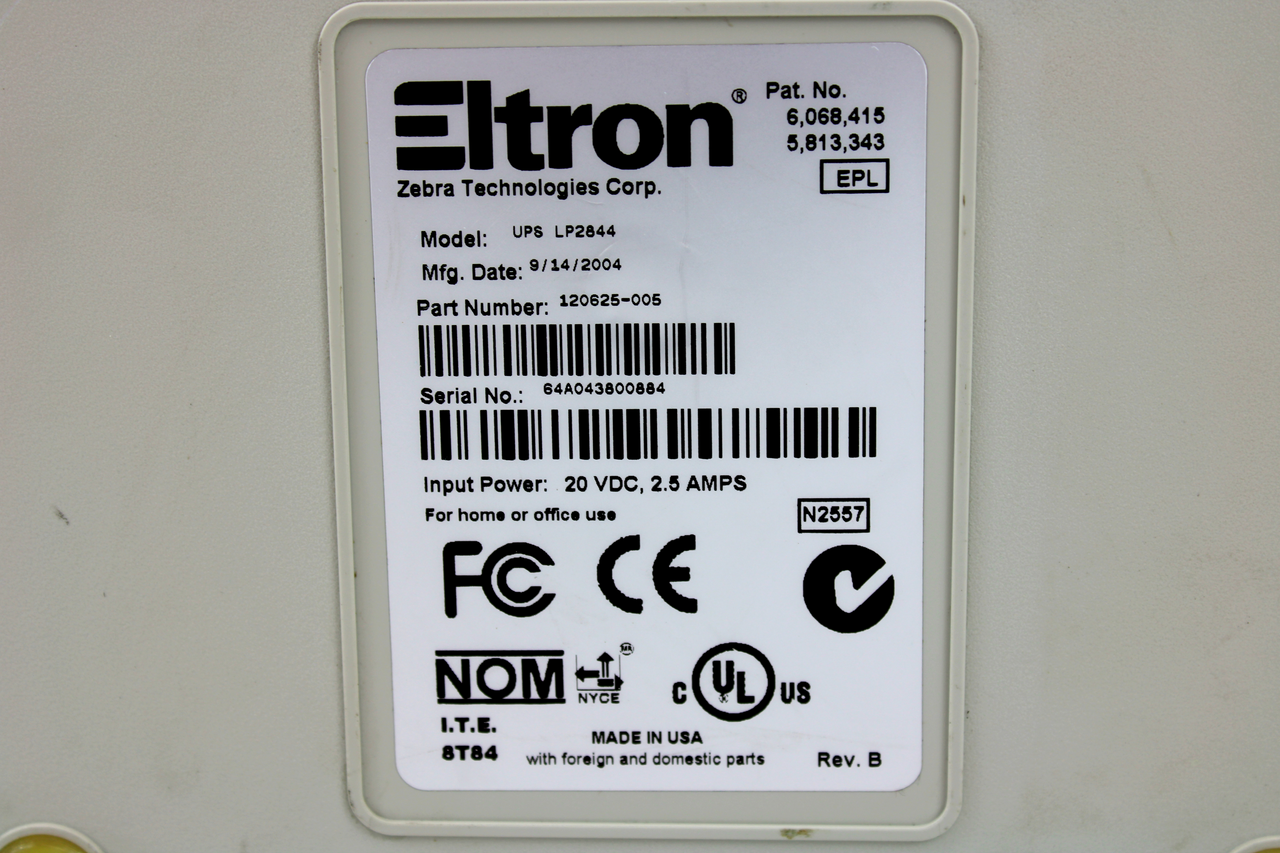 Eltron®
Pat. No.
6,068,415
5,813,343
EPL
Zebra Technologies Corp.
Model: UPS LP2844
Mfg. Date: 9/14/2004
Part Number: 120625-005
Serial No.: 64A043800884
Input Power: 20 VDC, 2.5 AMPS
For home or office use
N2557
FC CE
NOM
NYCE
C UL US
I.T.E.
8T84
MADE IN USA
with foreign and domestic parts
Rev. B